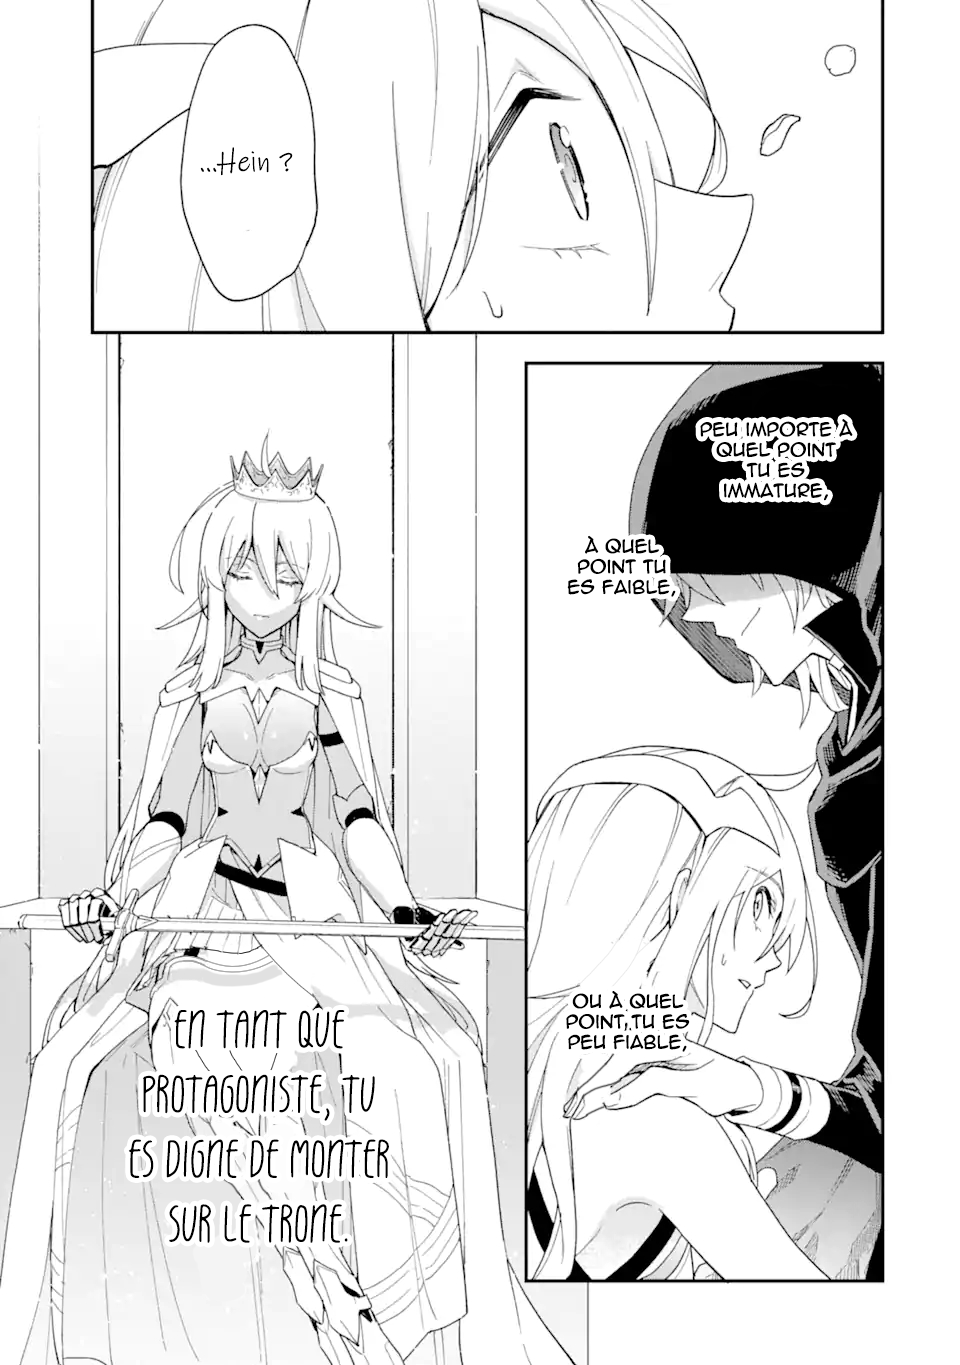 ...Hein ?
PEU IMPORTE À
QUEL POINT
TU ES
IMMATURE,
À QUEL
POINT TU
ES FAIBLE,
OU À QUEL
POINT, TU ES
PEU FIABLE,
EN TANT QUE
PROTAGONISTE, TU
ES DIGNE DE MONTER
SUR LE TRONE.